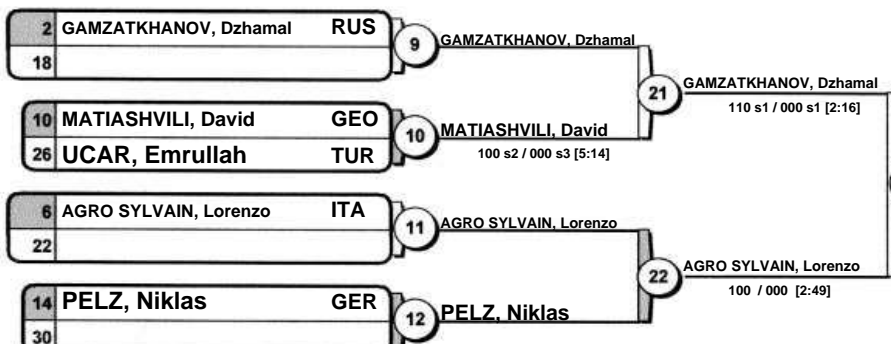 2 GAMZATKHANOV, Dzhamal RUS
18
9
GAMZATKHANOV, Dzhamal
21
GAMZATKHANOV, Dzhamal
110 s1 / 000 s1 [2:16]
10 MATIASHVILI, David GEO
26 UCAR, Emrullah TUR
10
MATIASHVILI, David
100 s2 / 000 s3 [5:14]
6 AGRO SYLVAIN, Lorenzo ITA
22
11
AGRO SYLVAIN, Lorenzo
22
AGRO SYLVAIN, Lorenzo
100 / 000 [2:49]
14 PELZ, Niklas GER
30
12
PELZ, Niklas